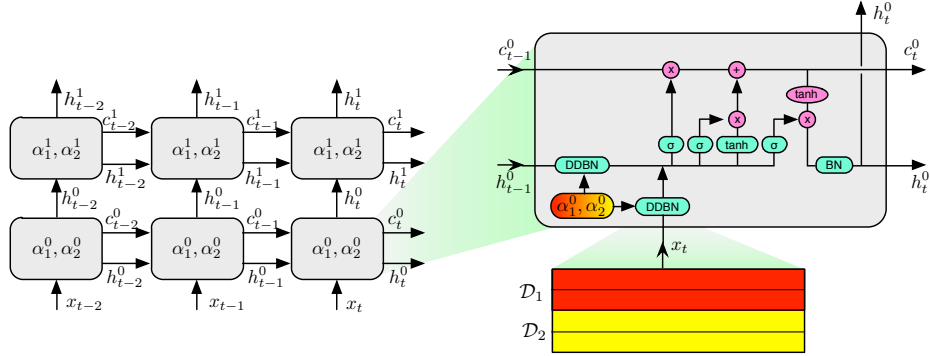 h_{t-2}^1 h_{t-1}^1 h_t^1
c_{t-2}^1 c_{t-1}^1 c_t^1
α_1^1, α_2^1 α_1^1, α_2^1 α_1^1, α_2^1
h_{t-2}^1 h_{t-1}^1 h_t^1
h_{t-2}^0 h_{t-1}^0 h_t^0
c_{t-2}^0 c_{t-1}^0 c_t^0
α_1^0, α_2^0 α_1^0, α_2^0 α_1^0, α_2^0
h_{t-2}^0 h_{t-1}^0 h_t^0
x_{t-2} x_{t-1} x_t
h_t^0
c_{t-1}^0 c_t^0
x +
tanh
x x
σ σ tanh σ
DDBN BN
h_{t-1}^0 h_t^0
α_1^0, α_2^0 DDBN
x_t
D_1
D_2